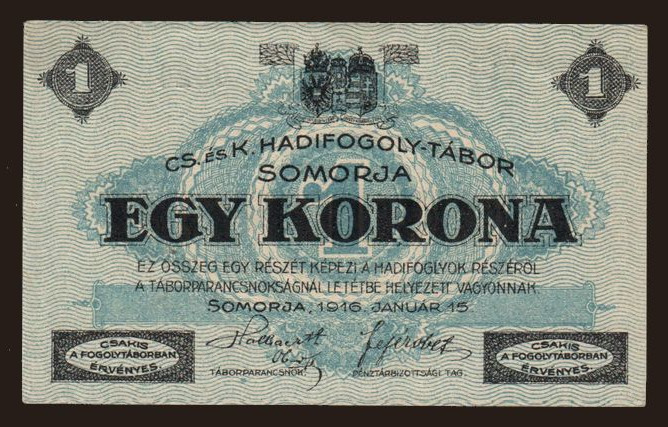 1 1
CS. ÉS K. HADIFOGOLY-TÁBOR
SOMORJA
EGY KORONA
EZ ÖSSZEG EGY RÉSZÉT KÉPEZI A HADIFOGLYOK RÉSZÉRŐL
A TÁBORPARANCSNOKSÁGNÁL LETÉTBE HELYEZETT VAGYONNAK.
SOMORJA, 1916. JANUÁR 15.
CSAKIS
A FOGOLYTÁBORBAN
ÉRVÉNYES.
TÁBORPARANCSNOK.
PÉNZTÁRBIZOTTSÁGI TAG.
CSAKIS
A FOGOLYTÁBORBAN
ÉRVÉNYES.